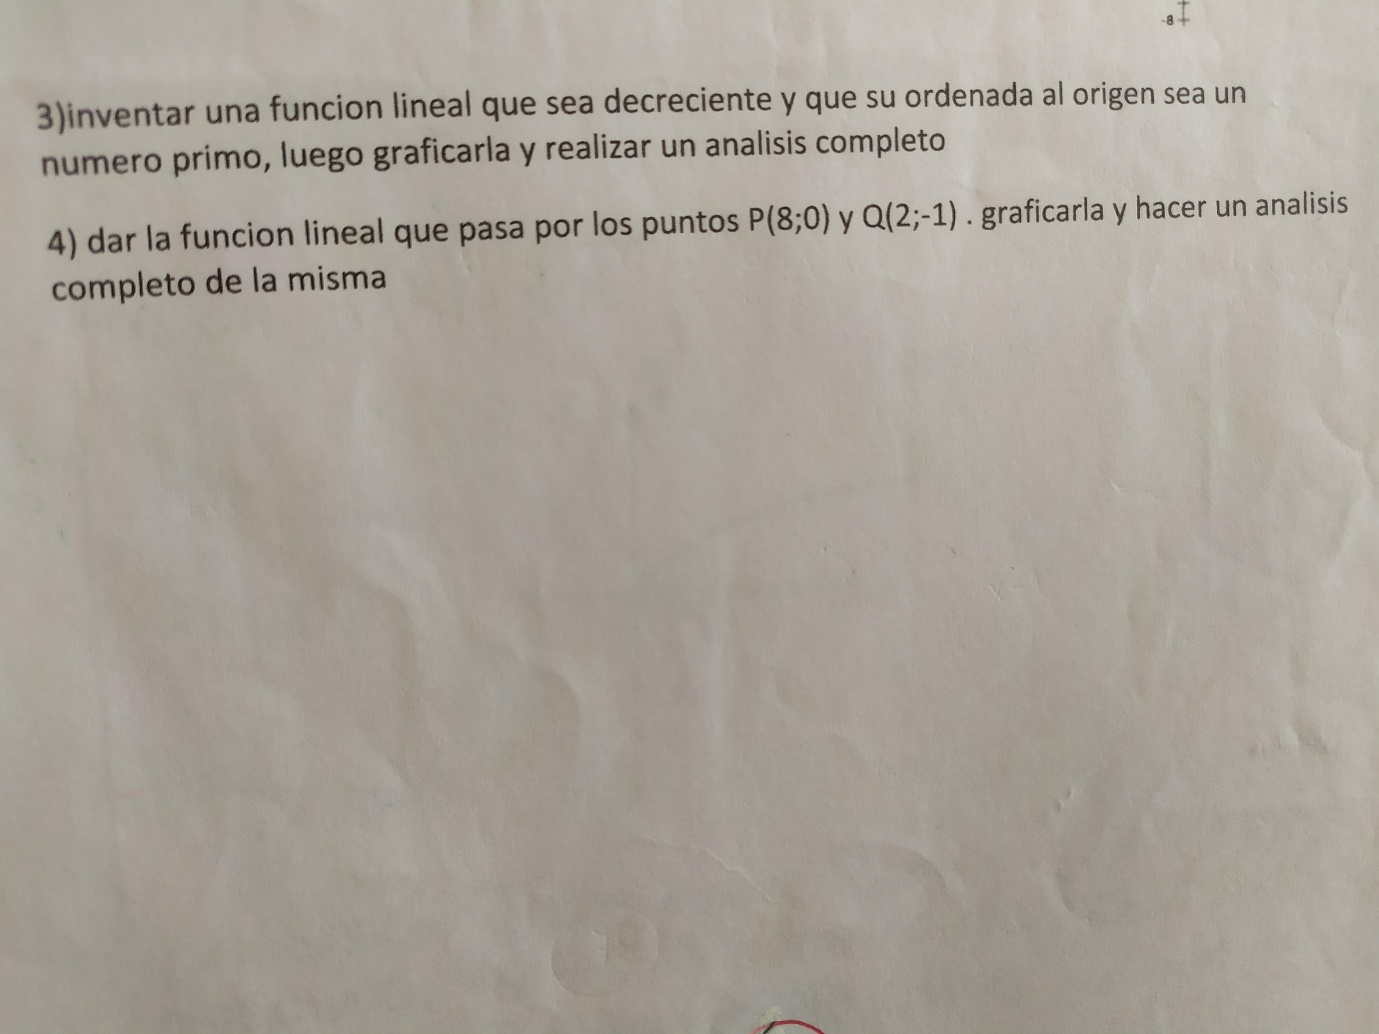 -8
3)inventar una funcion lineal que sea decreciente y que su ordenada al origen sea un
numero primo, luego graficarla y realizar un analisis completo
4) dar la funcion lineal que pasa por los puntos P(8;0) y Q(2;-1) . graficarla y hacer un analisis
completo de la misma